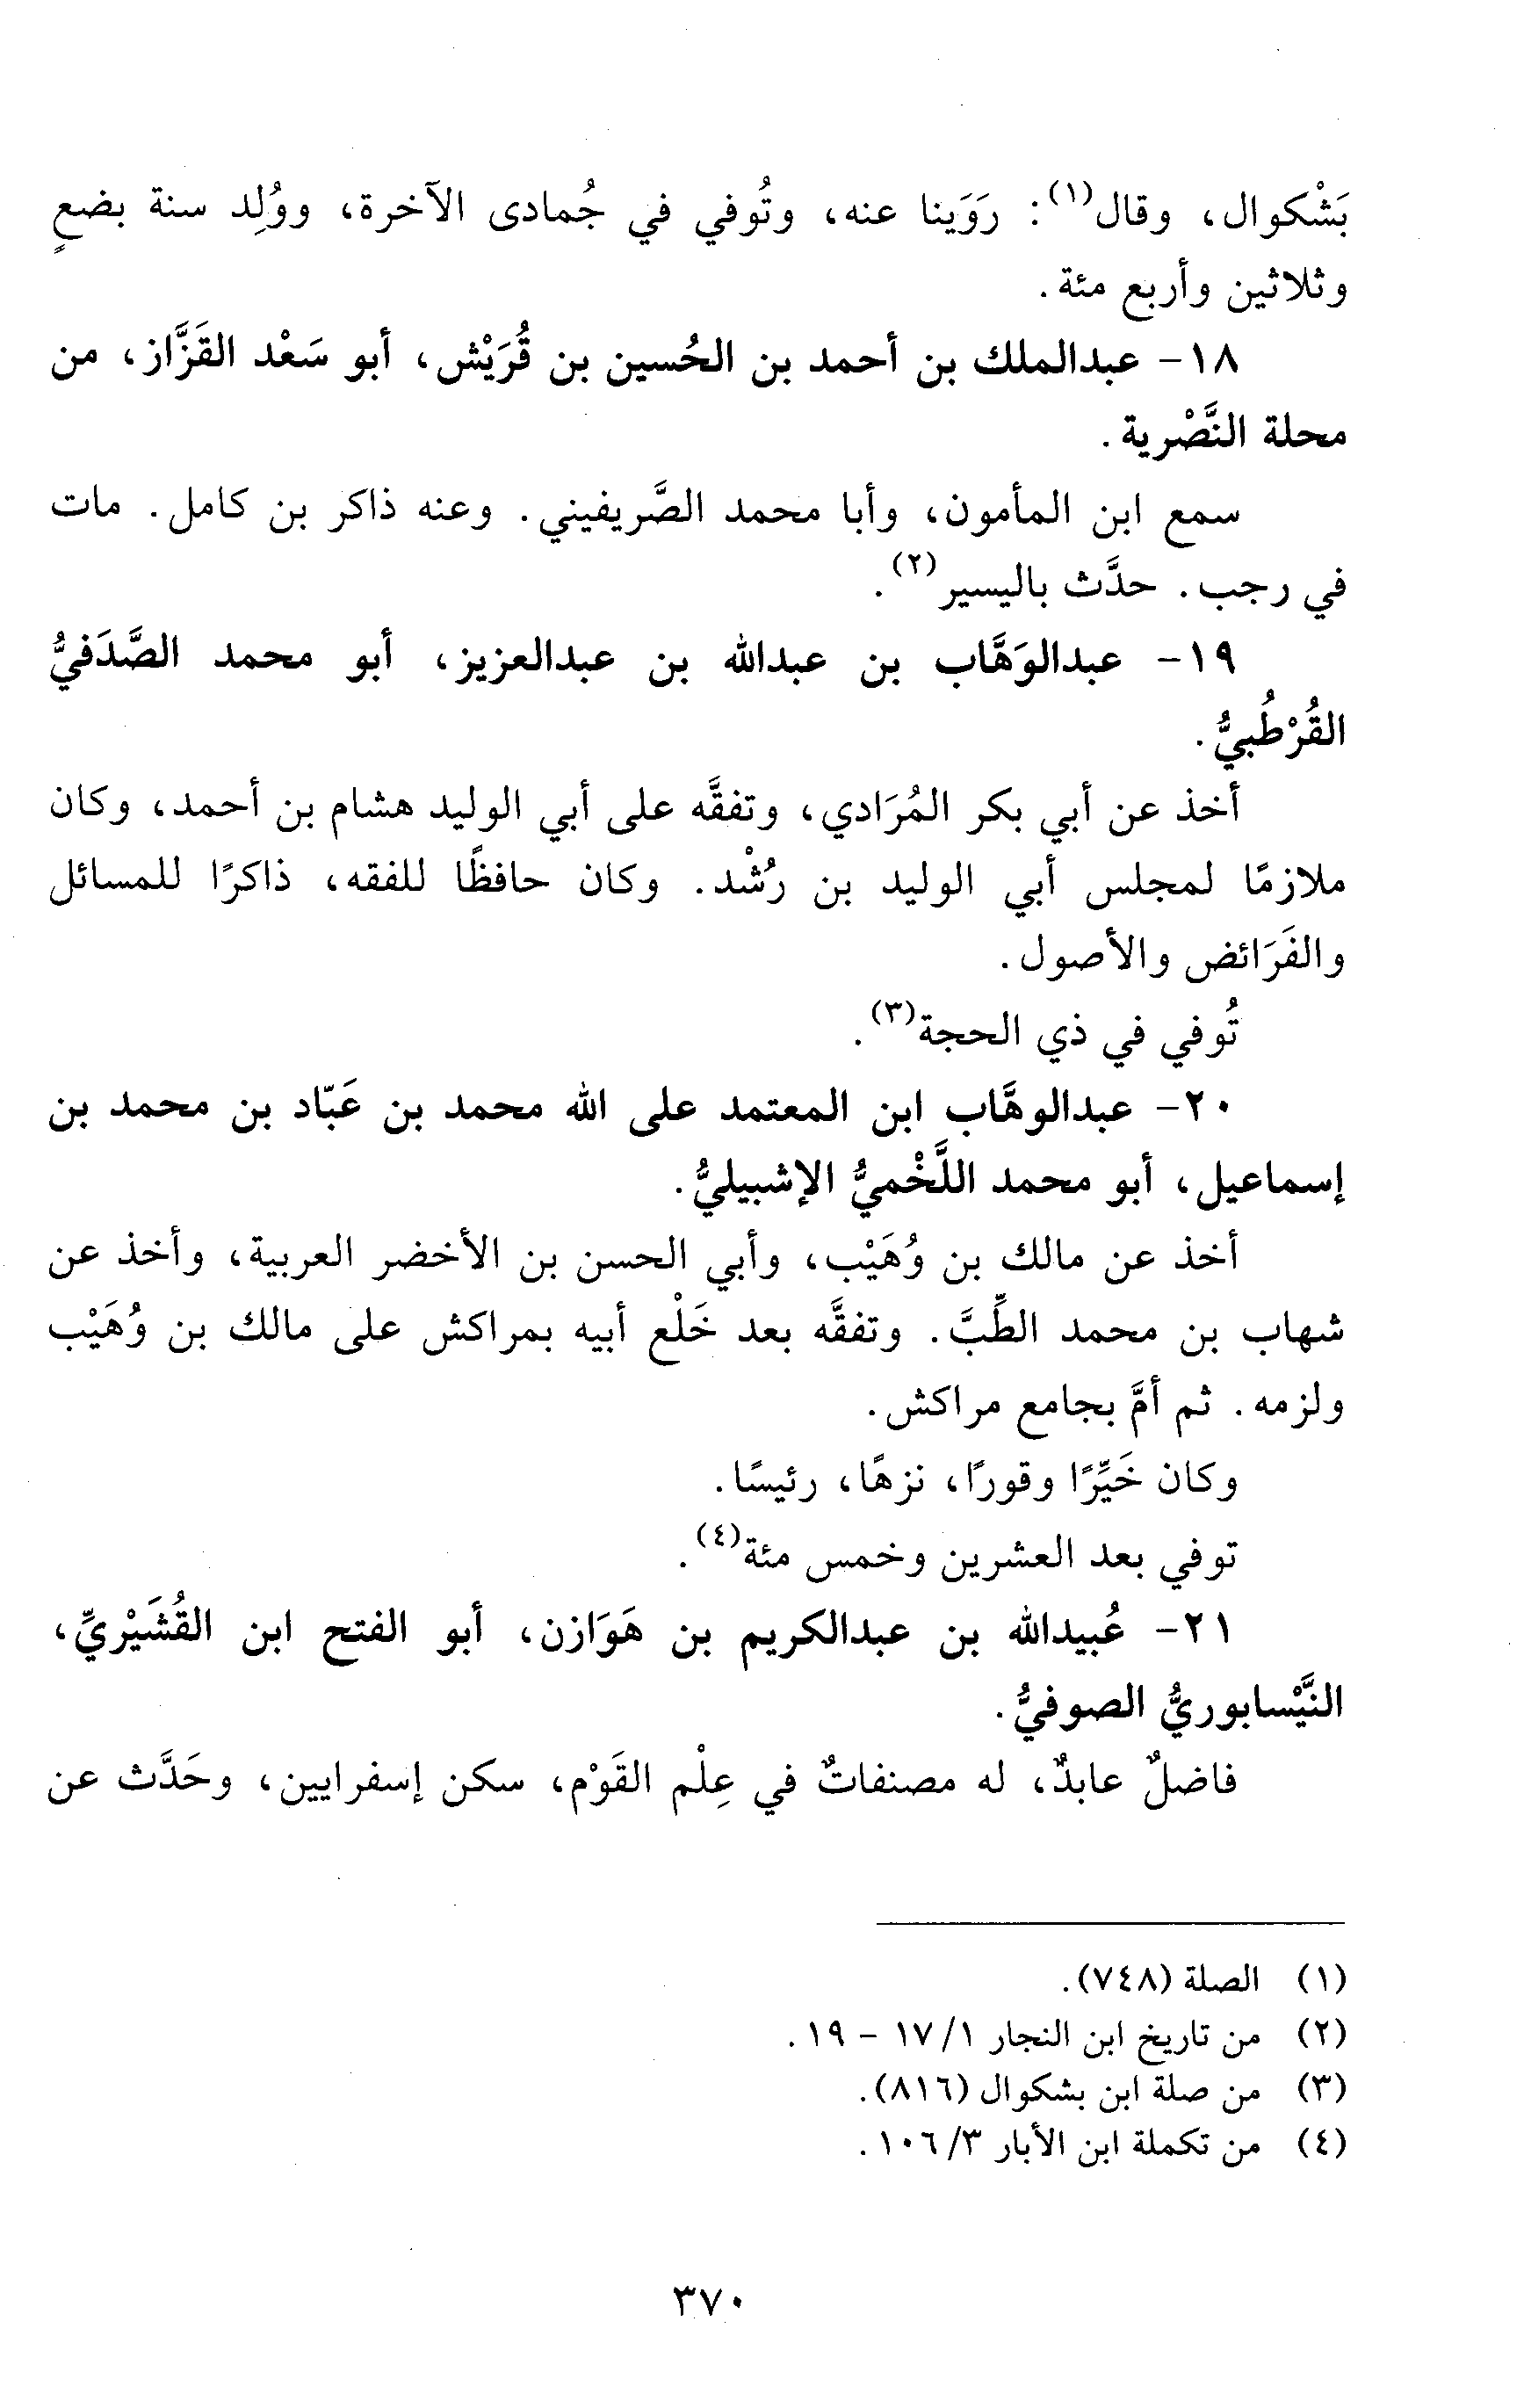 بَشْكوال، وقال(١): رَوَينا عنه، وتُوفي في جُمادى الآخرة، ووُلِد سنة بضعٍ
وثلاثين وأربع مئة.
١٨- عبدالملك بن أحمد بن الحُسين بن قُرَيْش، أبو سَعْد القَزَّاز، من
محلة النَّصْرية.
سمع ابن المأمون، وأبا محمد الصَّريفيني. وعنه ذاكر بن كامل. مات
في رجب. حدَّث باليسير(٢).
١٩- عبدالوَهَّاب بن عبدالله بن عبدالعزيز، أبو محمد الصَّدَفيُّ
القُرْطُبيُّ.
أخذ عن أبي بكر المُرَادي، وتفقَّه على أبي الوليد هشام بن أحمد، وكان
ملازمًا لمجلس أبي الوليد بن رُشْد. وكان حافظًا للفقه، ذاكرًا للمسائل
والفَرَائض والأصول.
تُوفي في ذي الحجة(٣).
٢٠- عبدالوهَّاب ابن المعتمد على الله محمد بن عَبّاد بن محمد بن
إسماعيل، أبو محمد اللَّخْميُّ الإشبيليُّ.
أخذ عن مالك بن وُهَيْب، وأبي الحسن بن الأخضر العربية، وأخذ عن
شهاب بن محمد الطِّبَّ. وتفقَّه بعد خَلْع أبيه بمراكش على مالك بن وُهَيْب
ولزمه. ثم أمَّ بجامع مراكش.
وكان خَيِّرًا وقورًا، نزهًا، رئيسًا.
توفي بعد العشرين وخمس مئة(٤).
٢١- عُبيدالله بن عبدالكريم بن هَوَازن، أبو الفتح ابن القُشَيْريِّ،
النَّيْسابوريُّ الصوفيُّ.
فاضلٌ عابدٌ، له مصنفاتٌ في عِلْم القَوْم، سكن إسفرايين، وحَدَّث عن
(١) الصلة (٧٤٨).
(٢) من تاريخ ابن النجار ١/ ١٧ - ١٩.
(٣) من صلة ابن بشكوال (٨١٦).
(٤) من تكملة ابن الأبار ٣/ ١٠٦.
٣٧٠